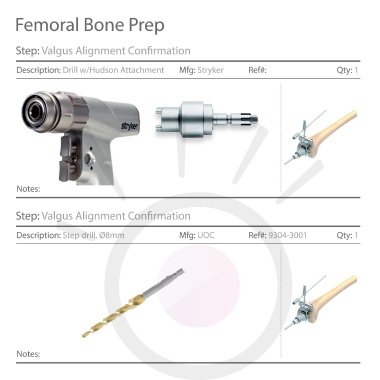 Femoral Bone Prep
Step: Valgus Alignment Confirmation
Description: Drill w/Hudson Attachment Mfg: Stryker Ref#: Qty: 1
stryker
Notes:
Step: Valgus Alignment Confirmation
Description: Step drill, Ø8mm Mfg: UOC Ref#: 9304-3001 Qty: 1
Notes: